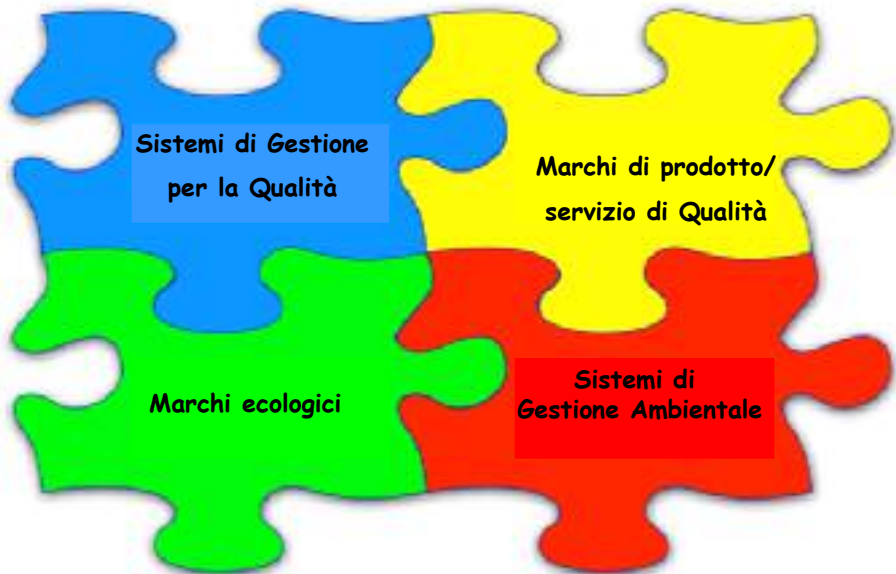 Sistemi di Gestione
per la Qualità
Marchi di prodotto/
servizio di Qualità
Marchi ecologici
Sistemi di
Gestione Ambientale